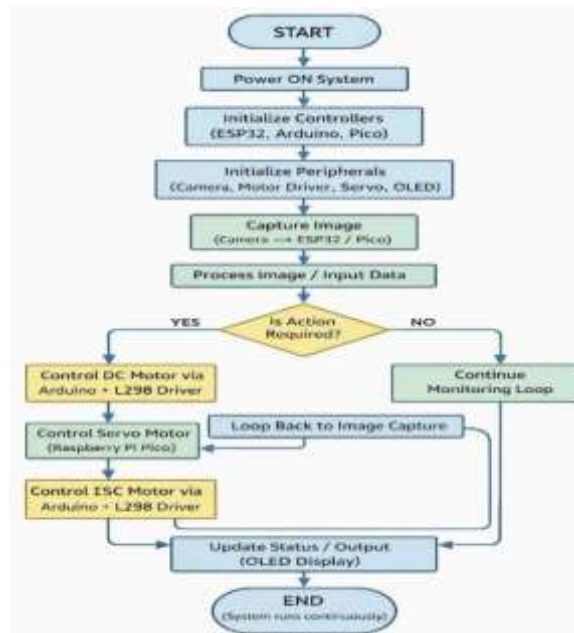 START
Power ON System
Initialize Controllers
(ESP32, Arduino, Pico)
Initialize Peripherals
(Camera, Motor Driver, Servo, OLED)
Capture Image
(Camera → ESP32 / Pico)
Process Image / Input Data
Is Action
Required?
YES
NO
Control DC Motor via
Arduino + L298 Driver
Continue
Monitoring Loop
Control Servo Motor
(Raspberry Pi Pico)
Loop Back to Image Capture
Control ISC Motor via
Arduino + L298 Driver
Update Status / Output
(OLED Display)
END
(System runs continuously)